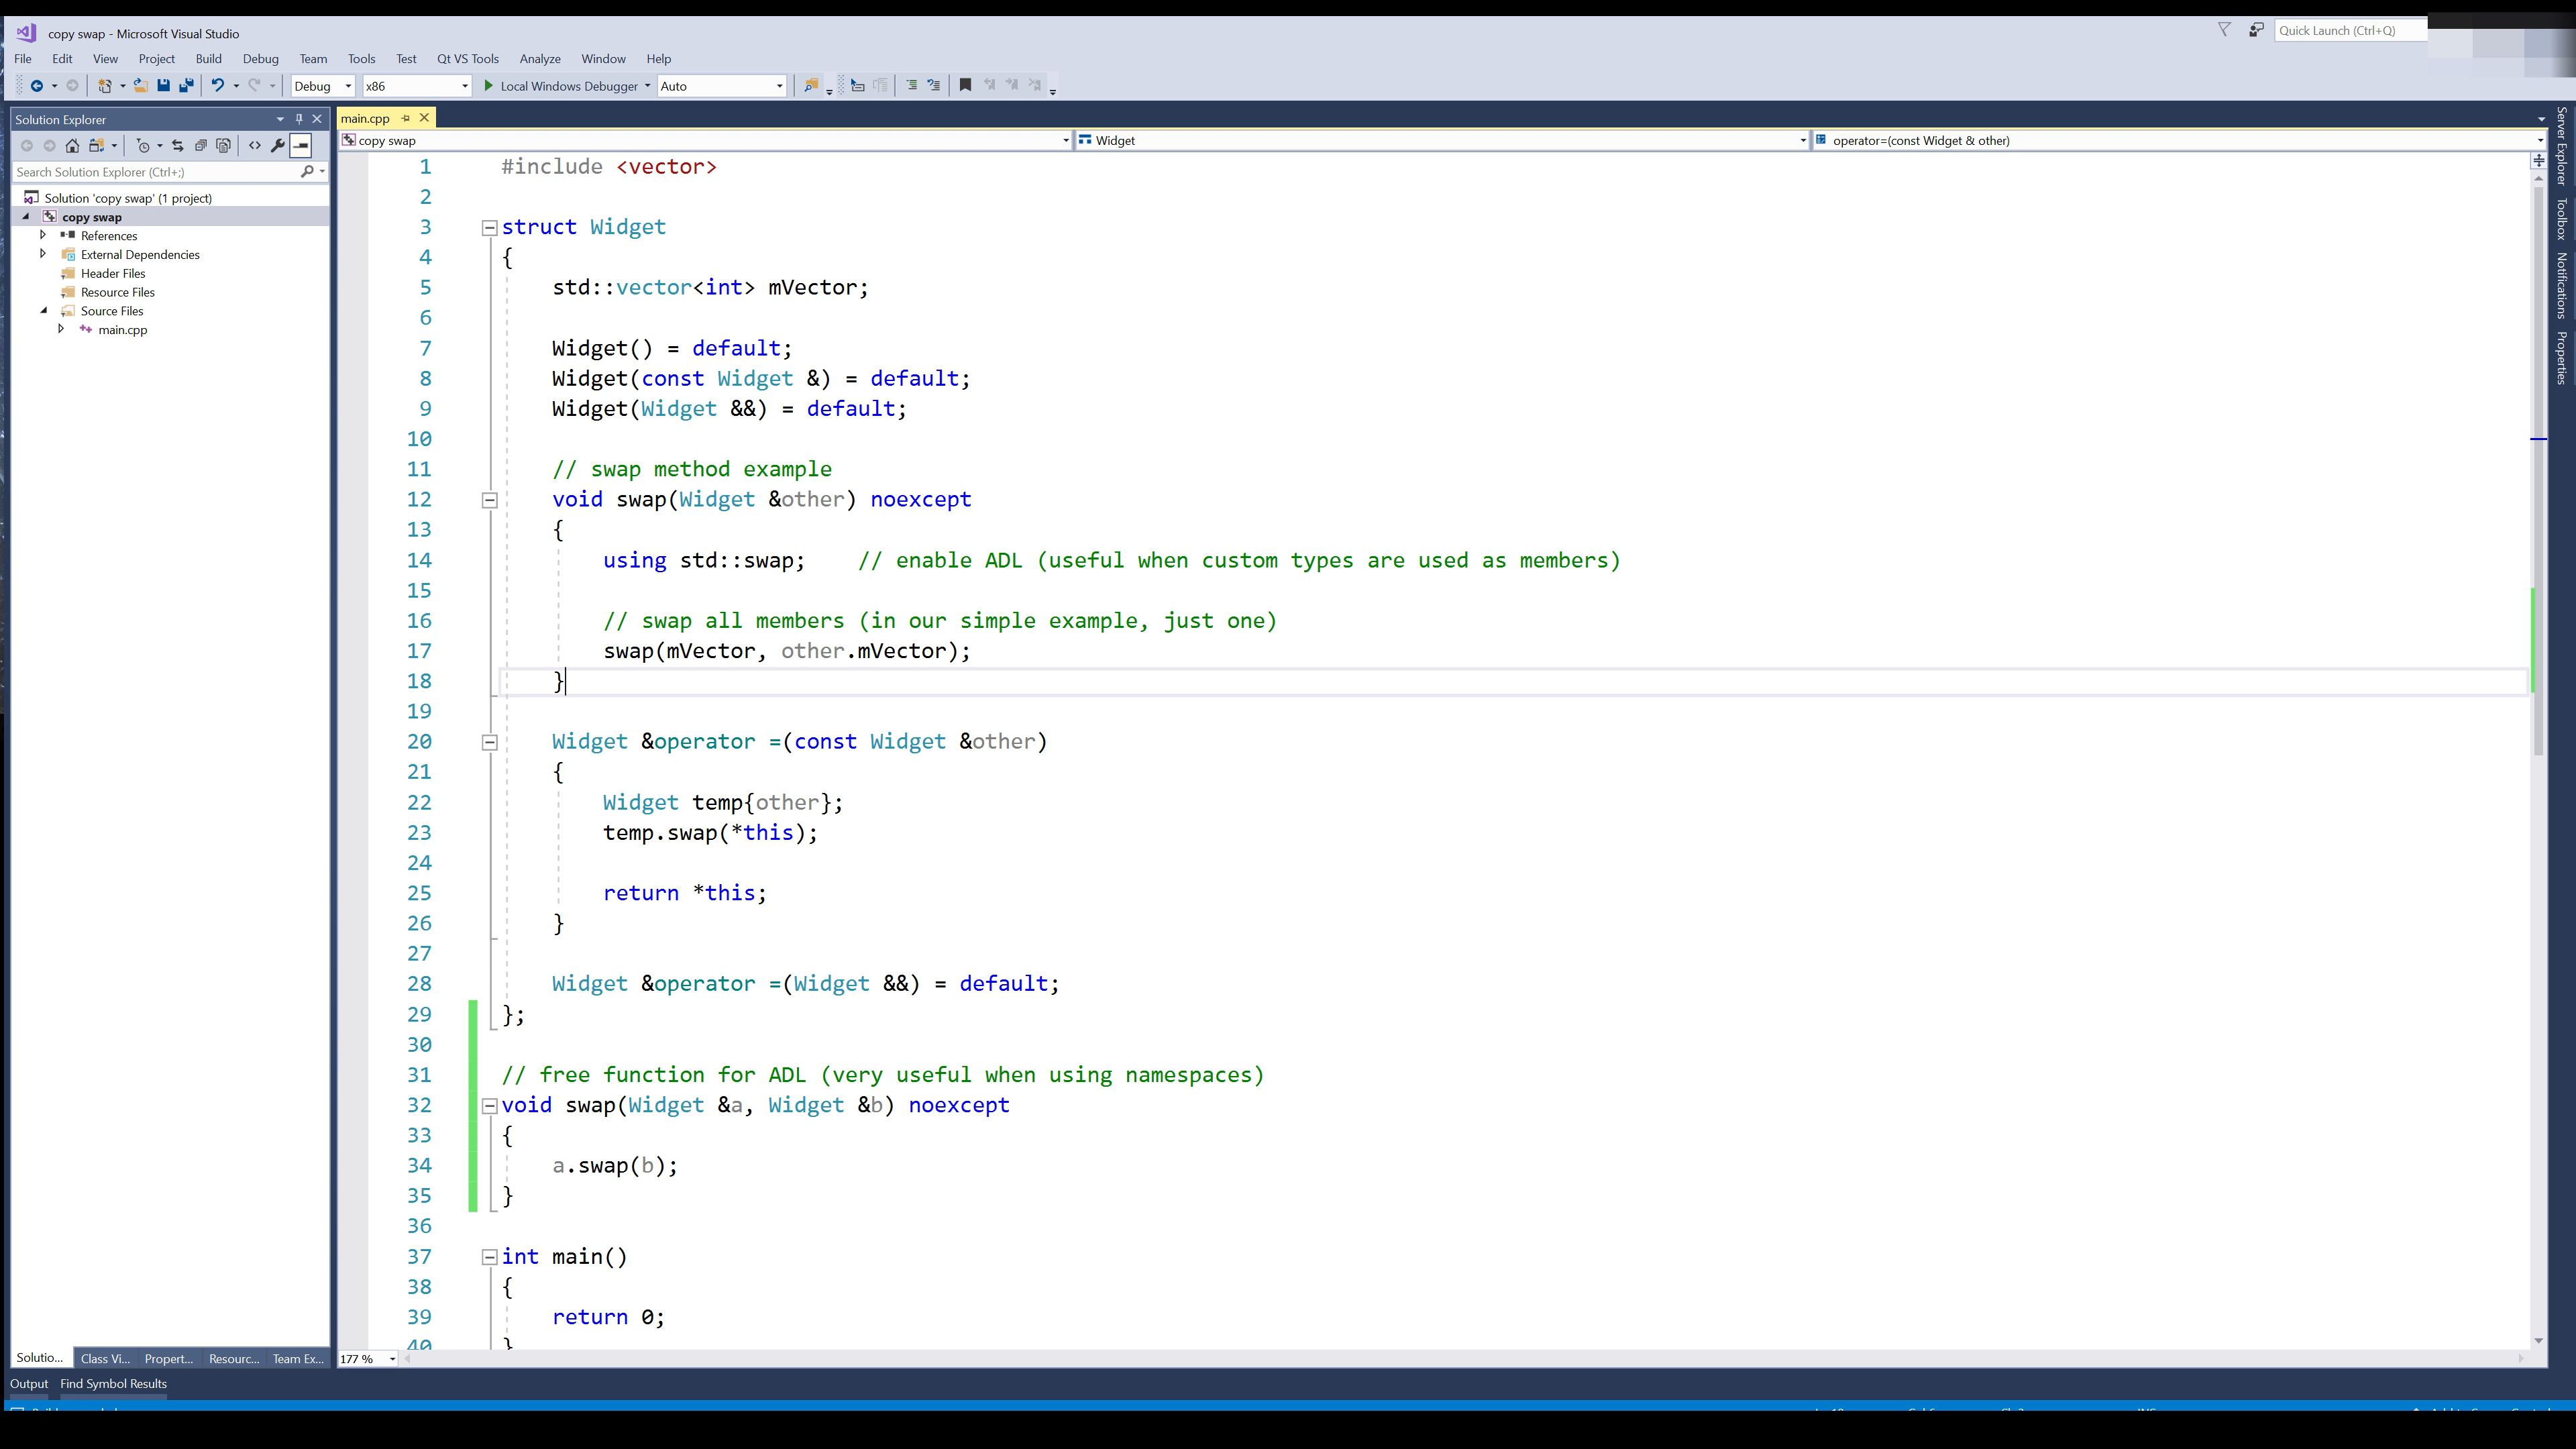 copy swap - Microsoft Visual Studio
Quick Launch (Ctrl+Q)
File Edit View Project Build Debug Team Tools Test Qt VS Tools Analyze Window Help
Debug x86 Local Windows Debugger Auto
Solution Explorer
Search Solution Explorer (Ctrl+;)
Solution 'copy swap' (1 project)
copy swap
References
External Dependencies
Header Files
Resource Files
Source Files
main.cpp
Solutio... Class Vi... Propert... Resourc... Team Ex...
main.cpp
copy swap Widget operator=(const Widget & other)
1 #include <vector>
2
3 struct Widget
4 {
5 std::vector<int> mVector;
6
7 Widget() = default;
8 Widget(const Widget &) = default;
9 Widget(Widget &&) = default;
10
11 // swap method example
12 void swap(Widget &other) noexcept
13 {
14 using std::swap; // enable ADL (useful when custom types are used as members)
15
16 // swap all members (in our simple example, just one)
17 swap(mVector, other.mVector);
18 }
19
20 Widget &operator =(const Widget &other)
21 {
22 Widget temp{other};
23 temp.swap(*this);
24
25 return *this;
26 }
27
28 Widget &operator =(Widget &&) = default;
29 };
30
31 // free function for ADL (very useful when using namespaces)
32 void swap(Widget &a, Widget &b) noexcept
33 {
34 a.swap(b);
35 }
36
37 int main()
38 {
39 return 0;
40 }
177 %
Server Explorer
Toolbox
Notifications
Properties
Output Find Symbol Results